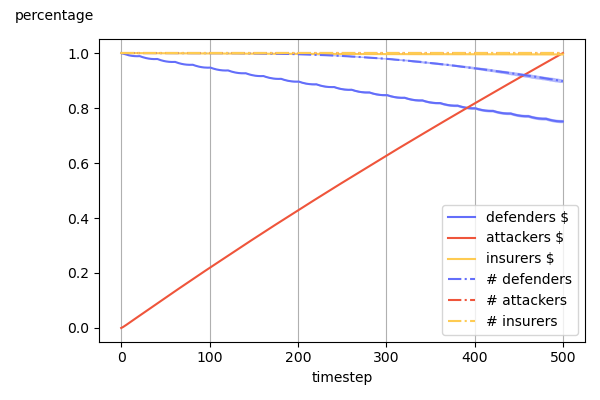 percentage
1.0
0.8
0.6
0.4
0.2
0.0
defenders $
attackers $
insurers $
# defenders
# attackers
# insurers
0 100 200 300 400 500
timestep